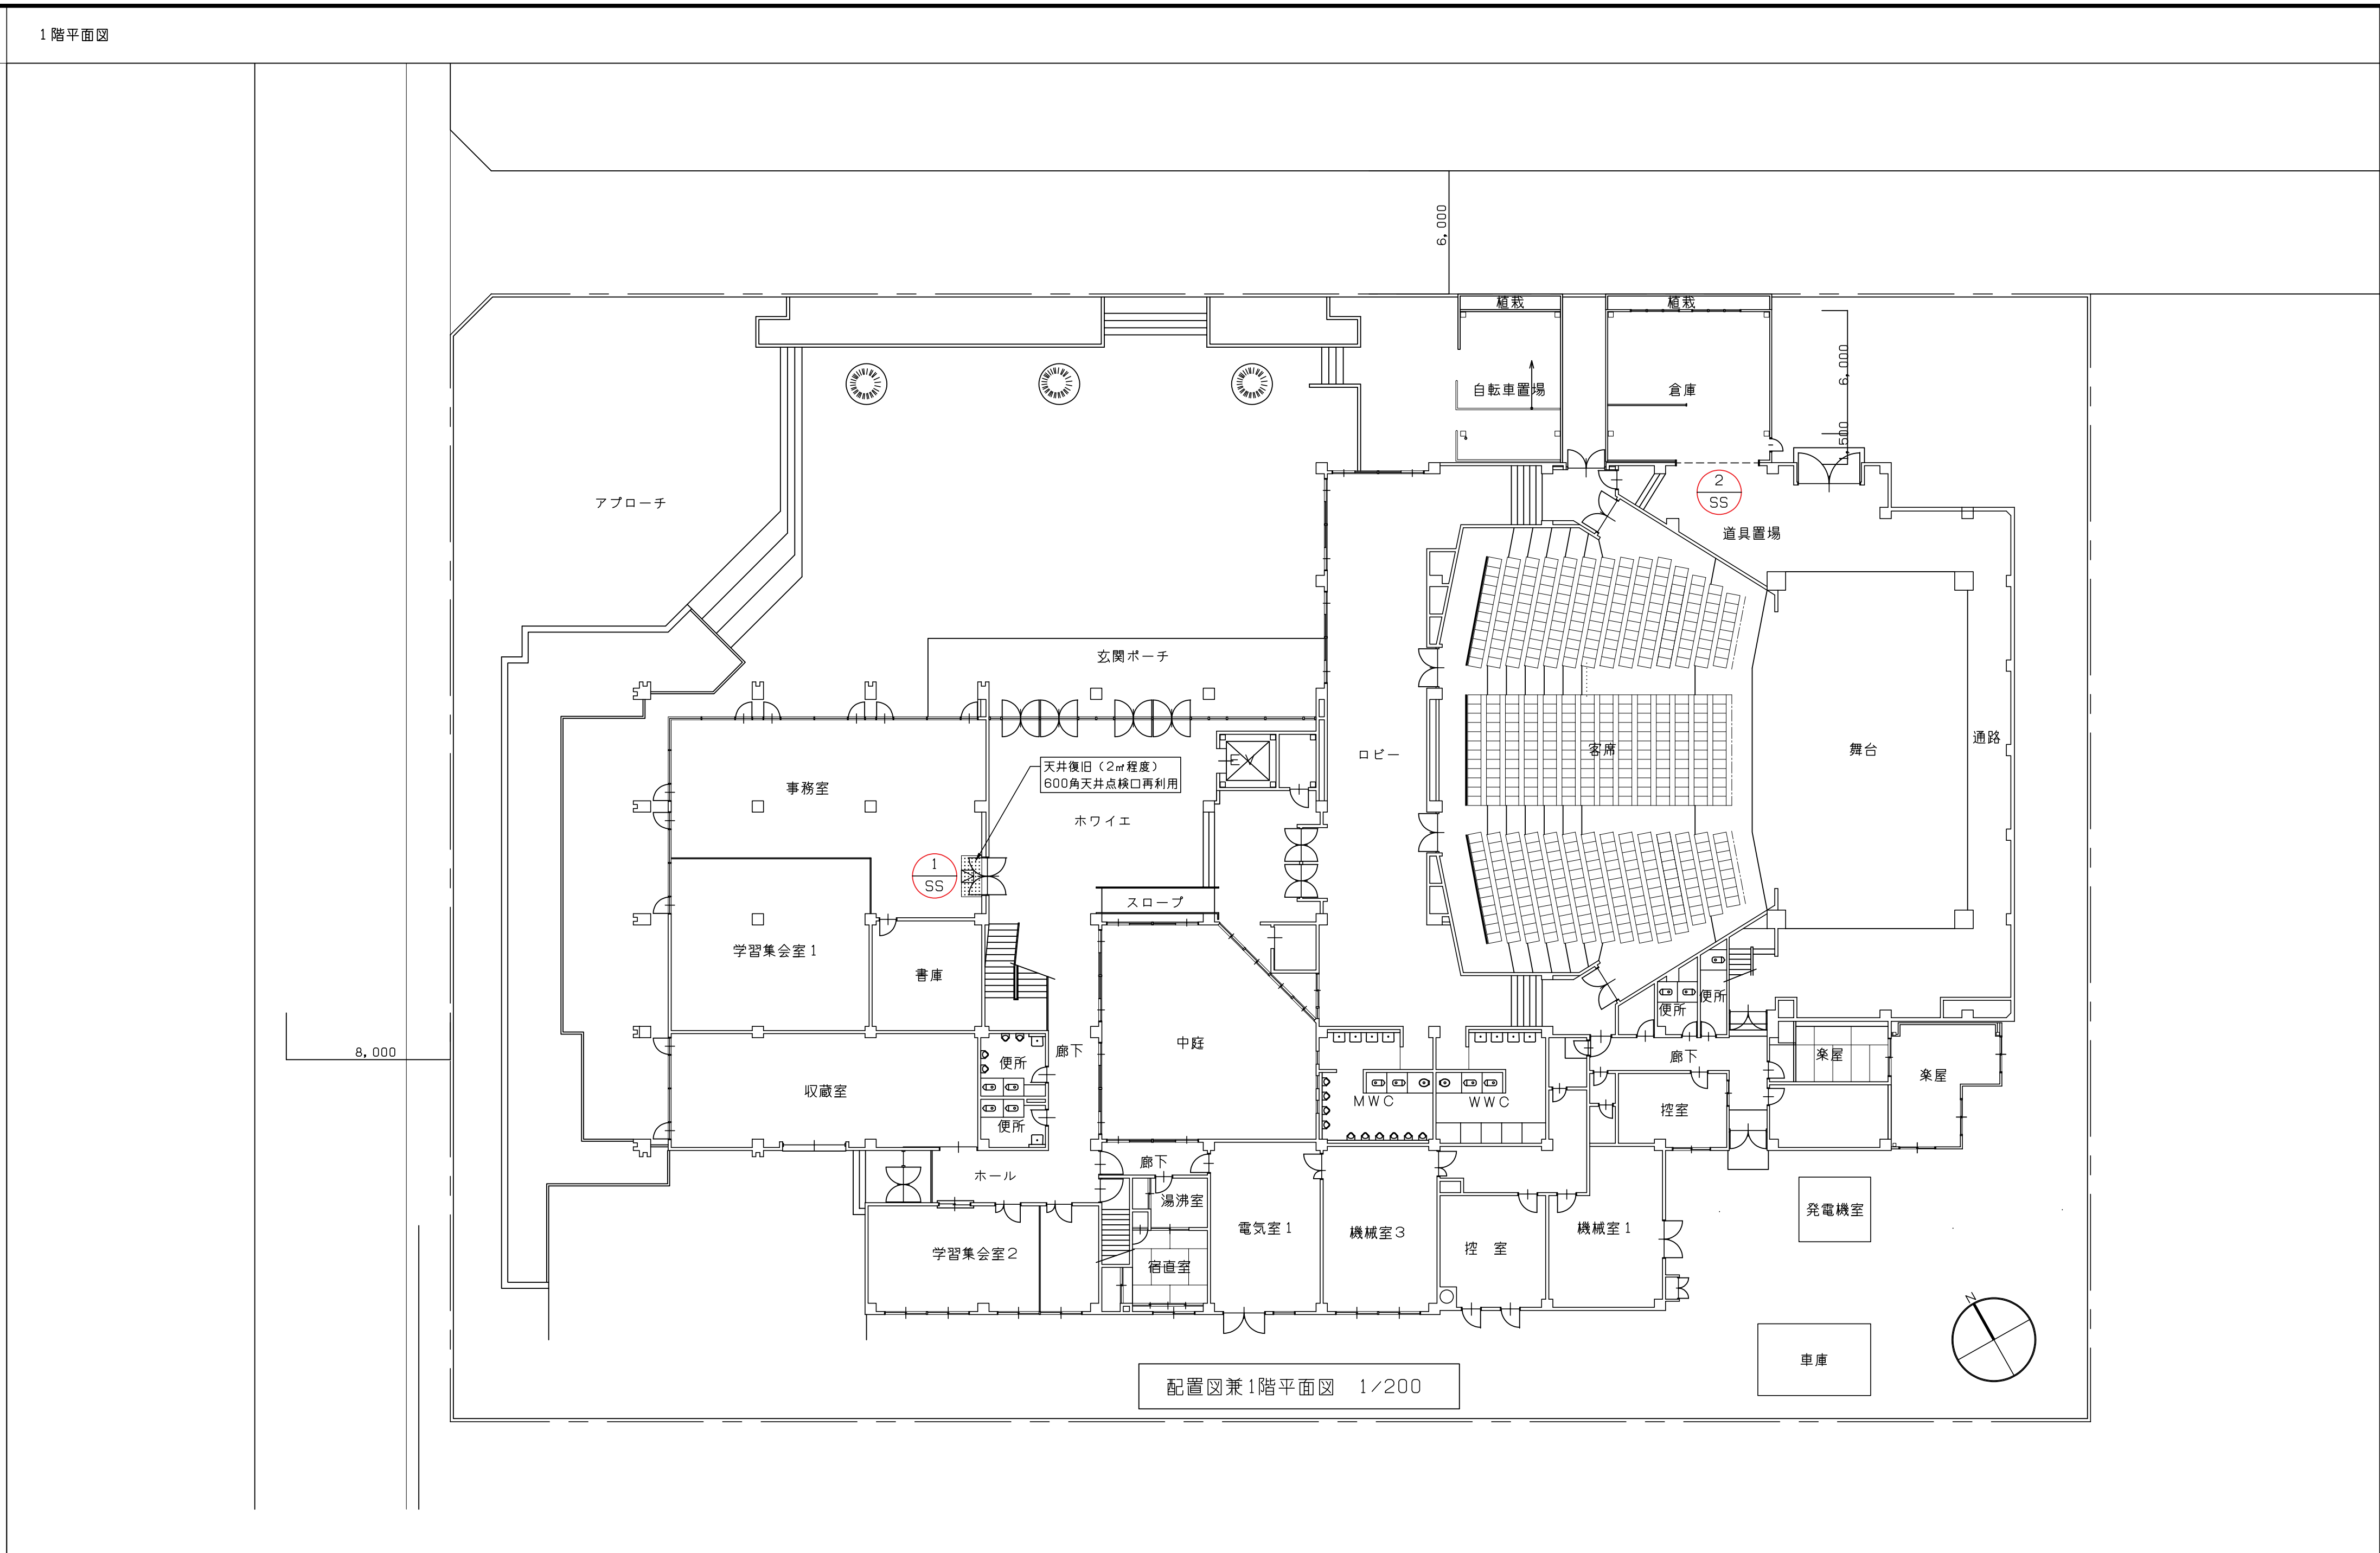 1階平面図
6,000
植栽
植栽
自転車置場
倉庫
6,000
500
アプローチ
2
SS
道具置場
玄関ポーチ
ロビー
客席
舞台
通路
EV
天井復旧（2㎡程度）
600角天井点検口再利用
事務室
ホワイエ
1
SS
スロープ
学習集会室1
書庫
中庭
便所
便所
8,000
廊下
便所
収蔵室
便所
MWC
WWC
廊下
控室
楽屋
楽屋
ホール
廊下
湯沸室
学習集会室2
宿直室
電気室1
機械室3
控　室
機械室1
発電機室
N
車庫
配置図兼1階平面図　1/200